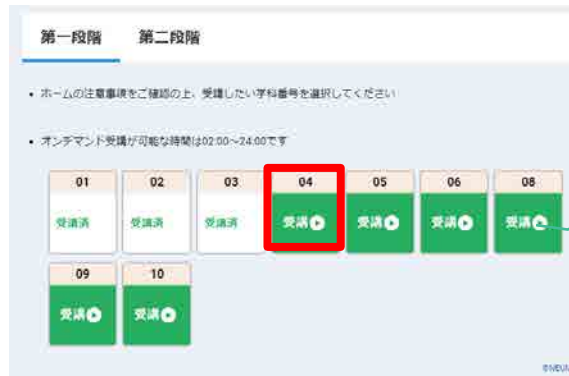 第一段階 第二段階
• ホームの注意事項をご確認の上、受講したい学科番号を選択してください
• オンデマンド受講が可能な時間は02:00～24:00です
01 02 03 04 05 06 08
受講済 受講済 受講済 受講 受講 受講 受講
09 10
受講 受講